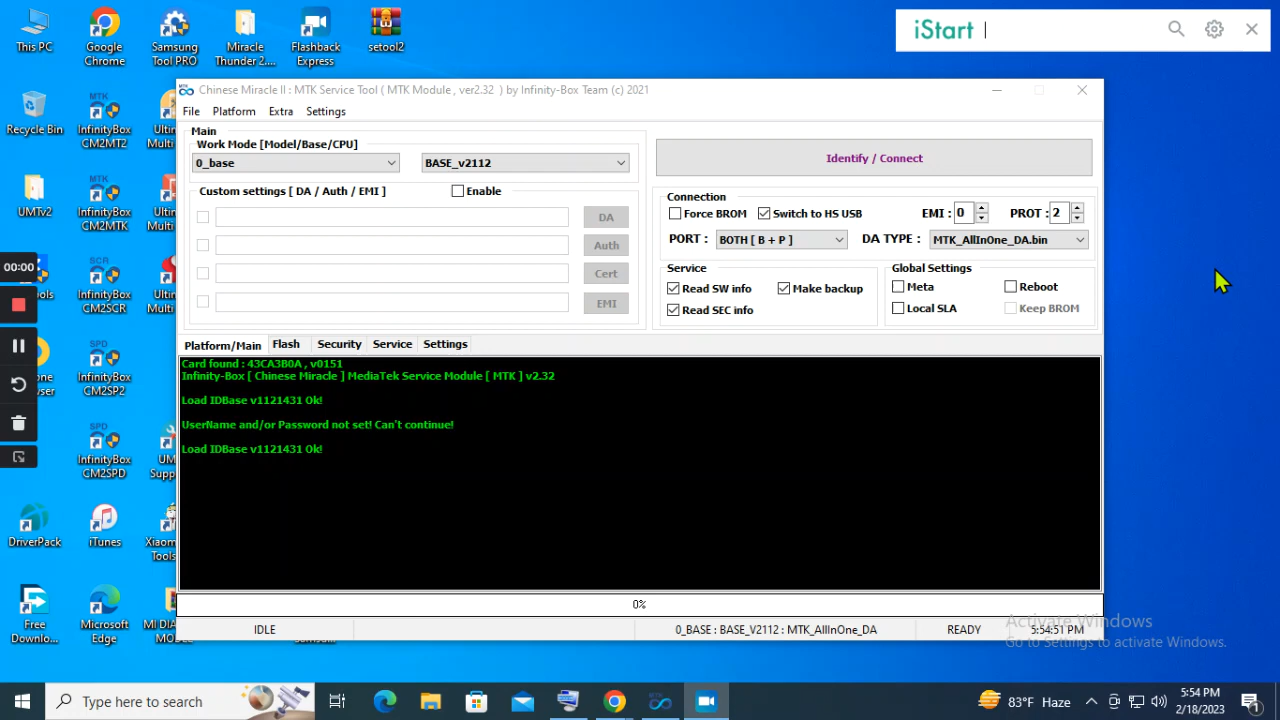 This PC
Google
Chrome
Samsung
Tool PRO
Miracle
Thunder 2....
Flashback
Express
setool2
iStart
Recycle Bin
InfinityBox
CM2MT2
UMTv2
InfinityBox
CM2MTK
InfinityBox
CM2SCR
InfinityBox
CM2SP2
InfinityBox
CM2SPD
DriverPack
iTunes
Free
Downlo...
Microsoft
Edge
00:00
Chinese Miracle II : MTK Service Tool ( MTK Module , ver2.32 ) by Infinity-Box Team (c) 2021
File Platform Extra Settings
Main
Work Mode [Model/Base/CPU]
0_base BASE_v2112
Custom settings [ DA / Auth / EMI ] Enable
DA
Auth
Cert
EMI
Identify / Connect
Connection
Force BROM Switch to HS USB EMI : 0 PROT : 2
PORT : BOTH [ B + P ] DA TYPE : MTK_AllInOne_DA.bin
Service
Read SW info Make backup
Read SEC info
Global Settings
Meta Reboot
Local SLA Keep BROM
Platform/Main Flash Security Service Settings
Card found : 43CA3B0A , v0151
Infinity-Box [ Chinese Miracle ] MediaTek Service Module [ MTK ] v2.32
Load IDBase v1121431 Ok!
UserName and/or Password not set! Can't continue!
Load IDBase v1121431 Ok!
0%
IDLE 0_BASE : BASE_V2112 : MTK_AllInOne_DA READY 5:54:51 PM
Activate Windows
Go to Settings to activate Windows.
Type here to search
83°F Haze
5:54 PM
2/18/2023